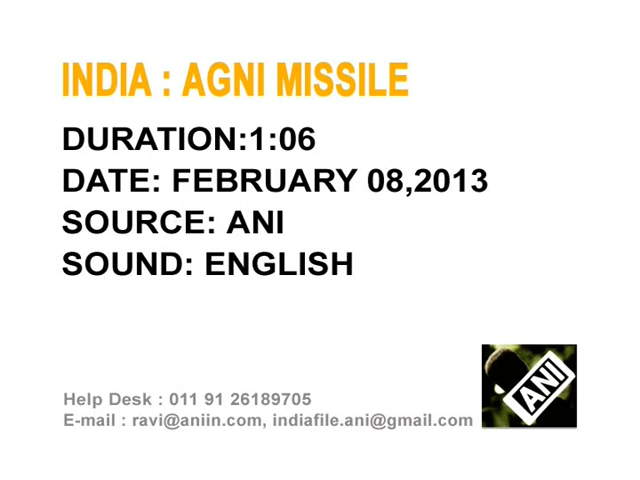 INDIA : AGNI MISSILE
DURATION:1:06
DATE: FEBRUARY 08,2013
SOURCE: ANI
SOUND: ENGLISH
Help Desk : 011 91 26189705
E-mail : ravi@aniin.com, indiafile.ani@gmail.com
ANI